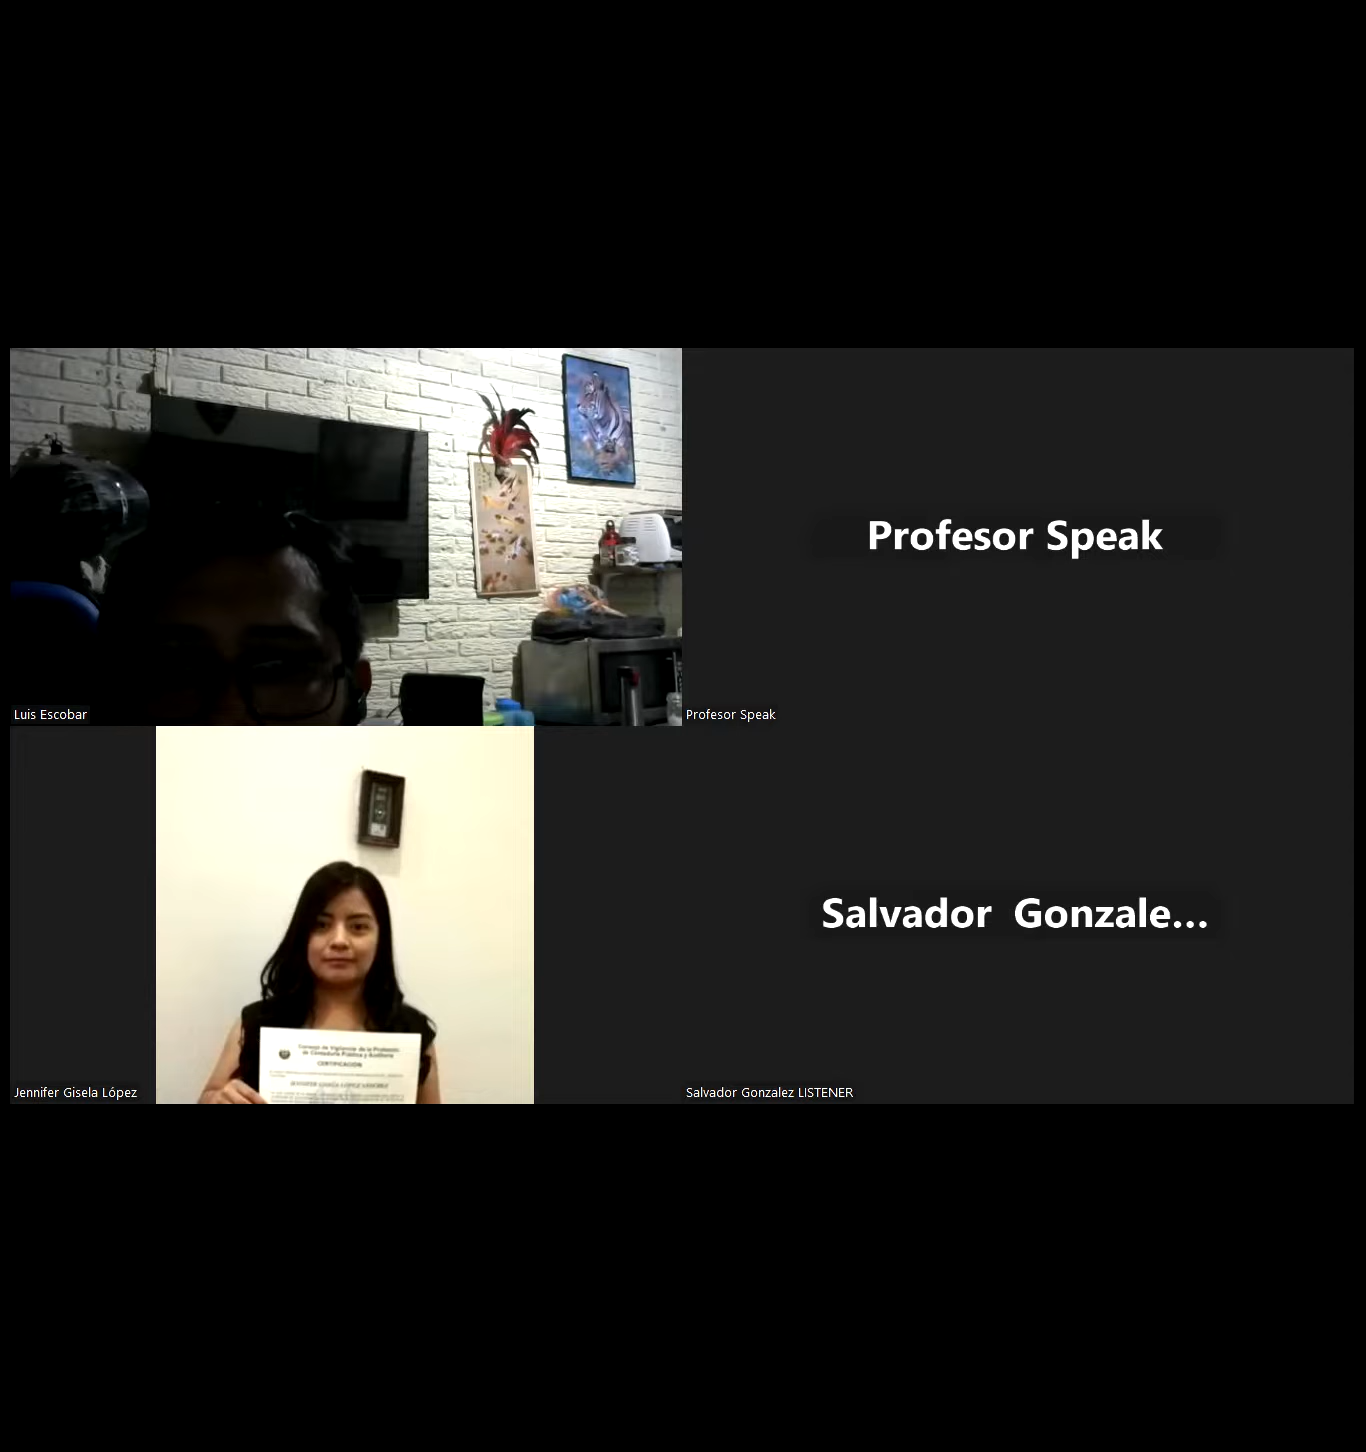 Profesor Speak
Luis Escobar
Profesor Speak
Salvador  Gonzale...
Consejo de Vigilancia de la Profesión
de Contaduría Pública y Auditoría
CERTIFICACIÓN
Jennifer Gisela López
Salvador Gonzalez LISTENER